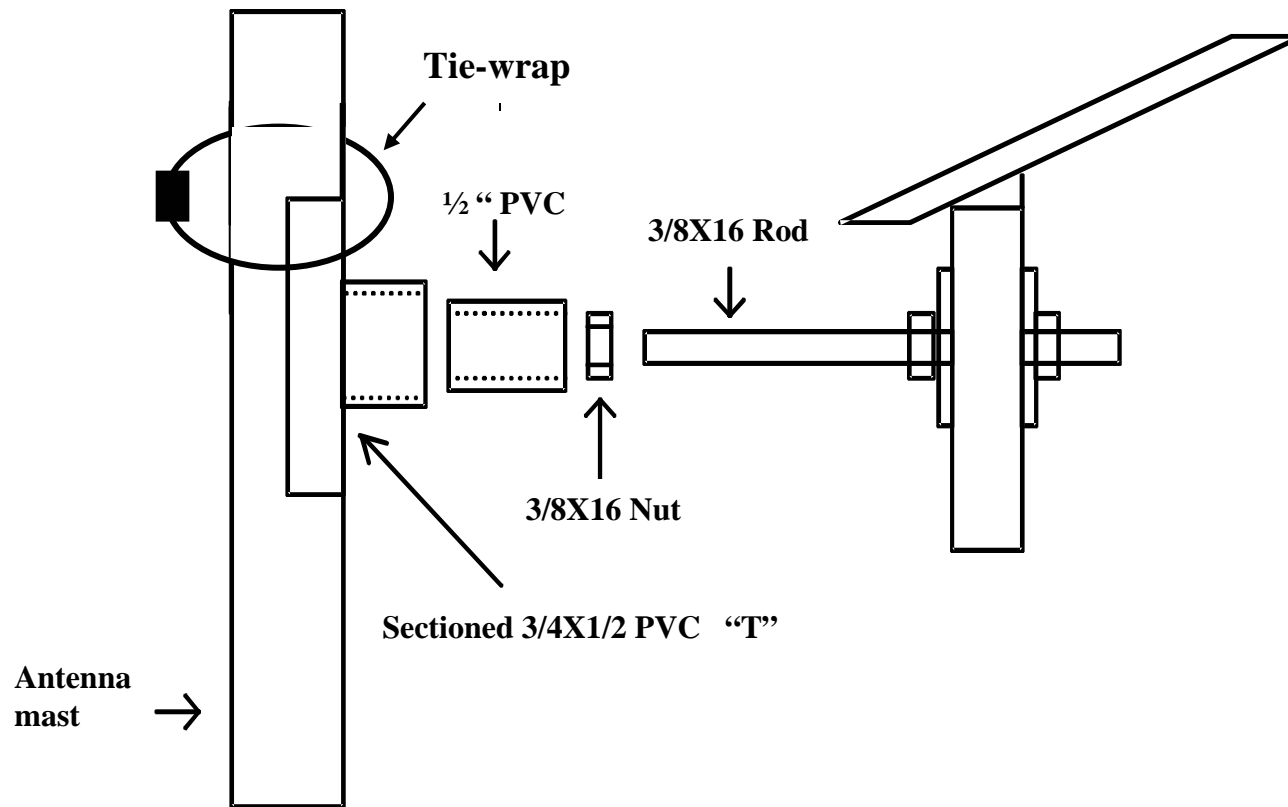 Tie-wrap
½ “ PVC
3/8X16 Rod
3/8X16 Nut
Sectioned 3/4X1/2 PVC “T”
Antenna
mast